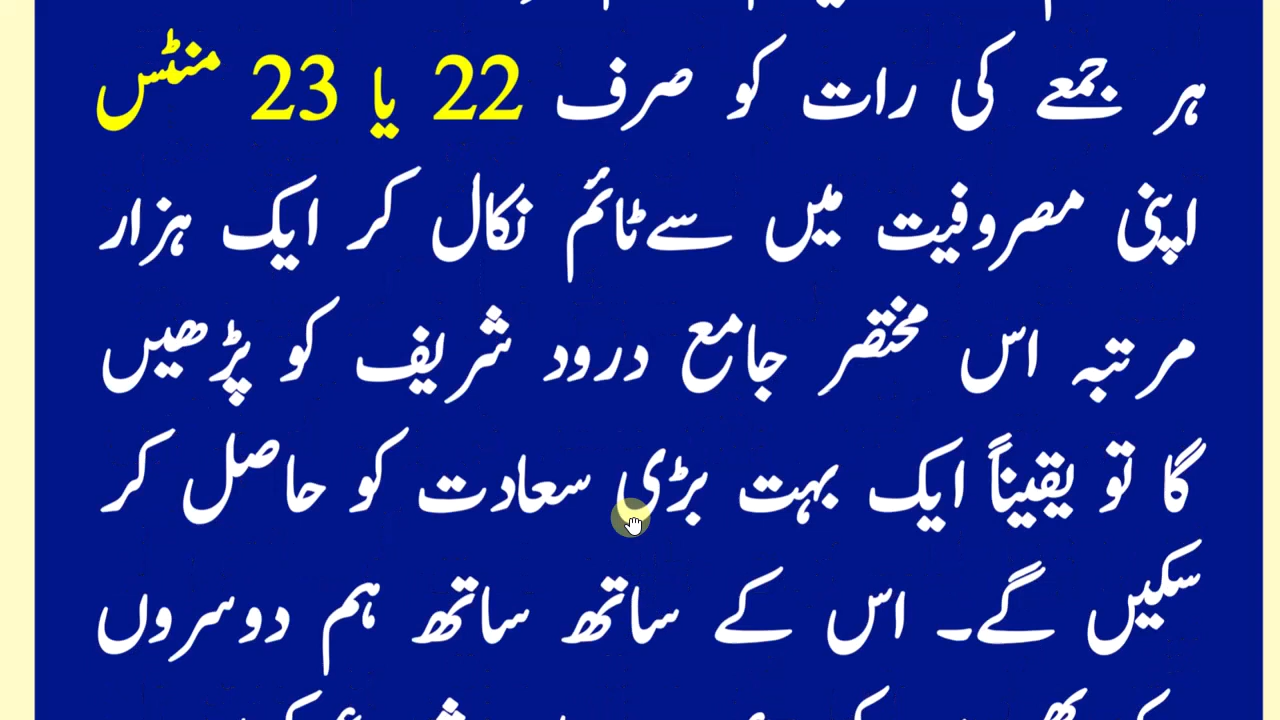 ہر جمعے کی رات کو صرف 22 یا 23 منٹس
اپنی مصروفیت میں سے ٹائم نکال کر ایک ہزار
مرتبہ اس مختصر جامع درود شریف کو پڑھیں
گا تو یقیناً ایک بہت بڑی سعادت کو حاصل کر
سکیں گے۔ اس کے ساتھ ساتھ ہم دوسروں